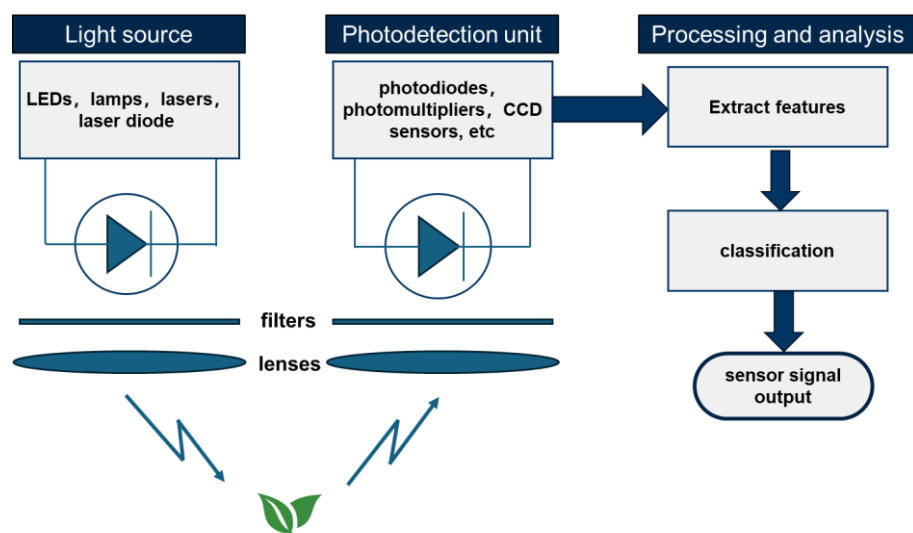 Light source
Photodetection unit
Processing and analysis
LEDs，lamps，lasers，
laser diode
photodiodes，
photomultipliers，CCD
sensors, etc
Extract features
classification
filters
lenses
sensor signal
output